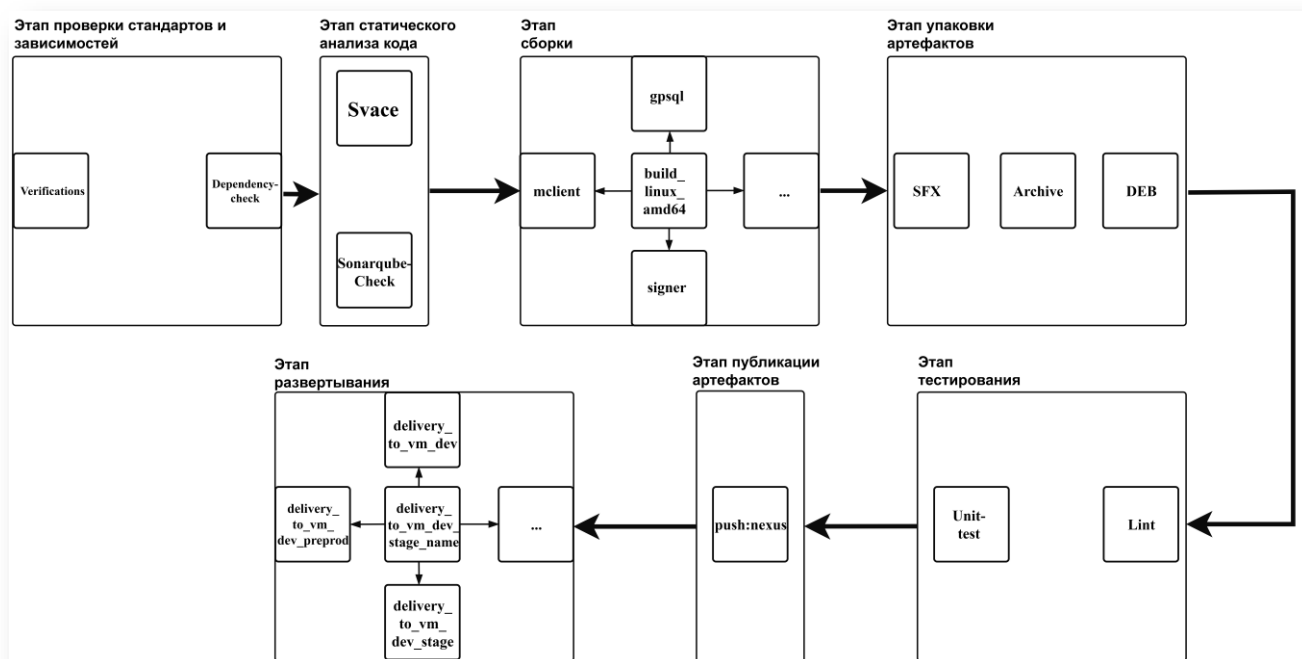 Этап проверки стандартов и
зависимостей
Verifications
Dependency-
check
Этап статического
анализа кода
Svace
Sonarqube-
Check
Этап
сборки
gpsql
mclient
build_
linux_
amd64
...
signer
Этап упаковки
артефактов
SFX
Archive
DEB
Этап
развертывания
delivery_
to_vm_dev
delivery_
to_vm_
dev_preprod
delivery_
to_vm_dev_
stage_name
...
delivery_
to_vm_
dev_stage
Этап публикации
артефактов
push:nexus
Этап
тестирования
Unit-
test
Lint